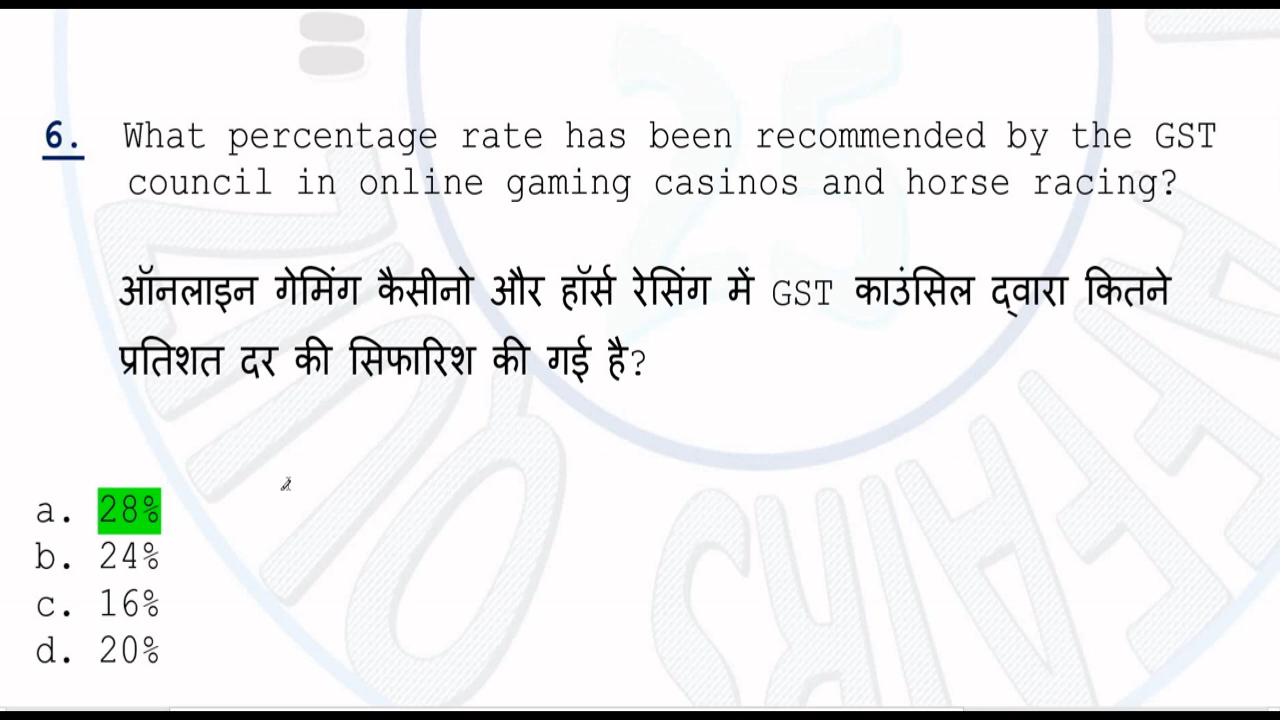 6. What percentage rate has been recommended by the GST
council in online gaming casinos and horse racing?
ऑनलाइन गेमिंग कैसीनो और हॉर्स रेसिंग में GST काउंसिल द्वारा कितने
प्रतिशत दर की सिफारिश की गई है?
a. 28%
b. 24%
c. 16%
d. 20%